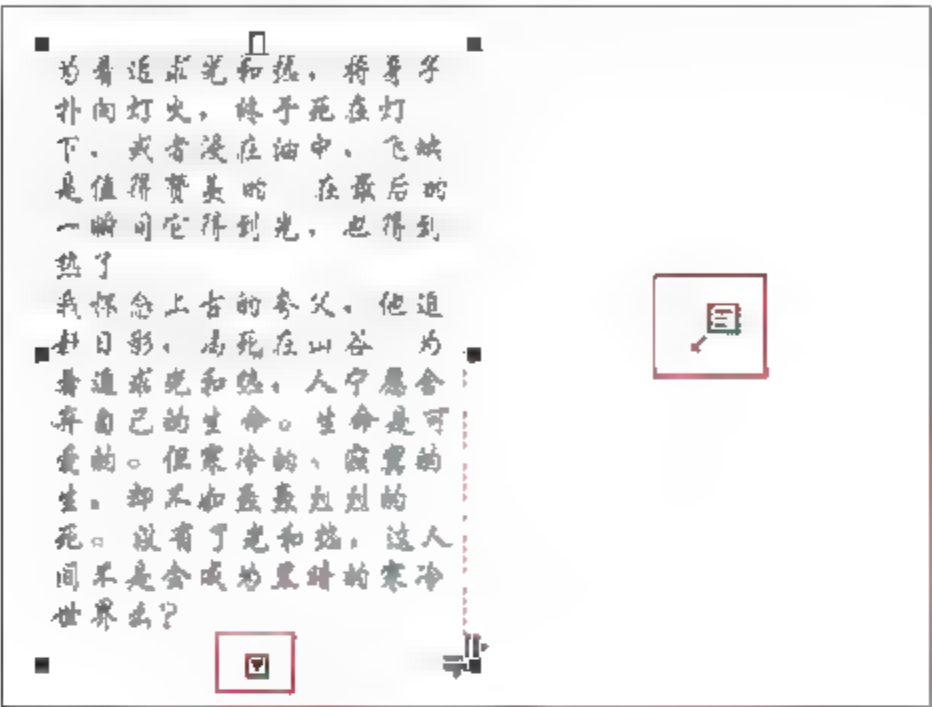 为着追求光和热，将身子
扑向灯火，终于死在灯
下，或者浸在油中，飞蛾
是值得赞美的 在最后的
一瞬间它得到光，也得到
热了
我怀念上古的夸父，他追
赶日影，渴死在山谷 为
着追求光和热，人宁愿舍
弃自己的生命。生命是可
爱的。但寒冷的、寂寞的
生，却不如轰轰烈烈的
死。没有了光和热，这人
间不是会成为黑暗的寒冷
世界么？